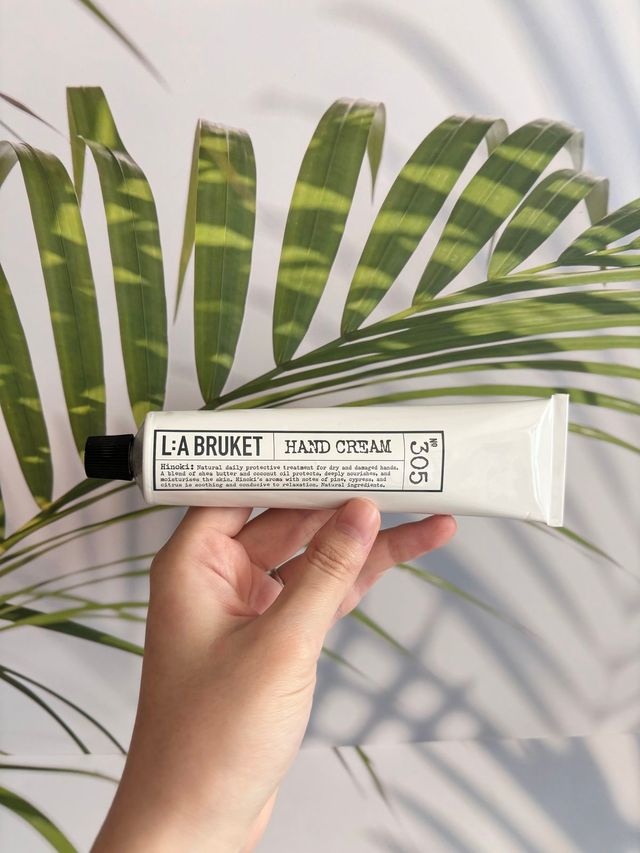 L:A BRUKET
HAND CREAM
No 305
Hinoki: Natural daily protective treatment for dry and damaged hands.
A blend of shea butter and coconut oil protects, deeply nourishes, and
moisturises the skin. Hinoki's aroma with notes of pine, cypress, and
citrus is soothing and conducive to relaxation. Natural ingredients.